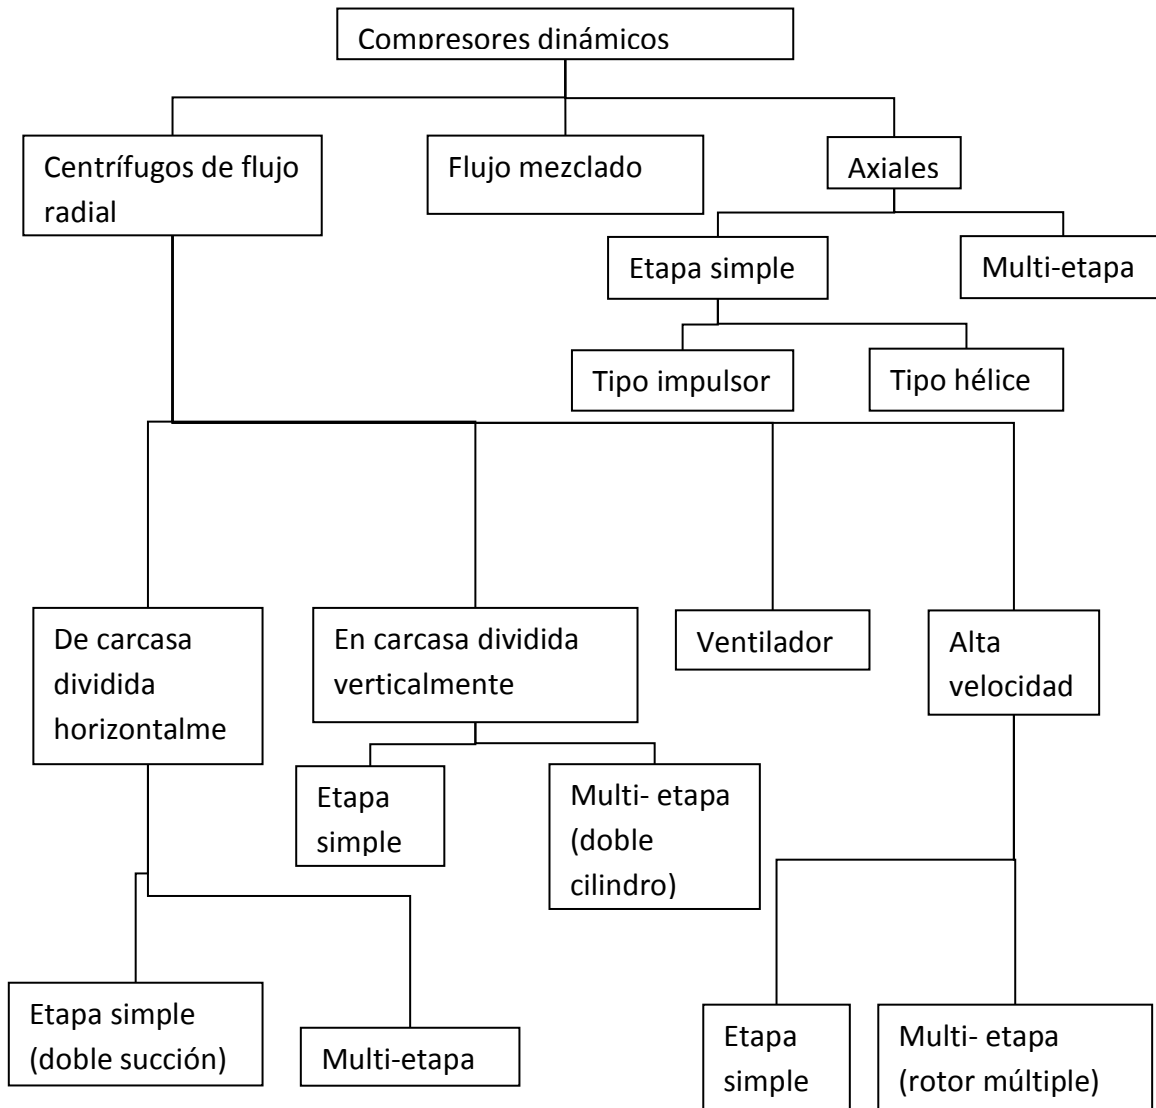 Compresores dinámicos
Centrífugos de flujo
radial
Flujo mezclado
Axiales
Etapa simple
Multi-etapa
Tipo impulsor
Tipo hélice
De carcasa
dividida
horizontalme
En carcasa dividida
verticalmente
Ventilador
Alta
velocidad
Etapa
simple
Multi- etapa
(doble
cilindro)
Etapa simple
(doble succión)
Multi-etapa
Etapa
simple
Multi- etapa
(rotor múltiple)